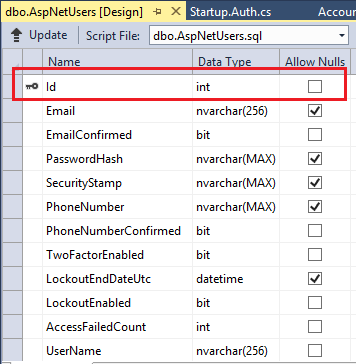 dbo.AspNetUsers [Design] Startup.Auth.cs Accour
Update Script File: dbo.AspNetUsers.sql
Name Data Type Allow Nulls
Id int
Email nvarchar(256)
EmailConfirmed bit
PasswordHash nvarchar(MAX)
SecurityStamp nvarchar(MAX)
PhoneNumber nvarchar(MAX)
PhoneNumberConfirmed bit
TwoFactorEnabled bit
LockoutEndDateUtc datetime
LockoutEnabled bit
AccessFailedCount int
UserName nvarchar(256)